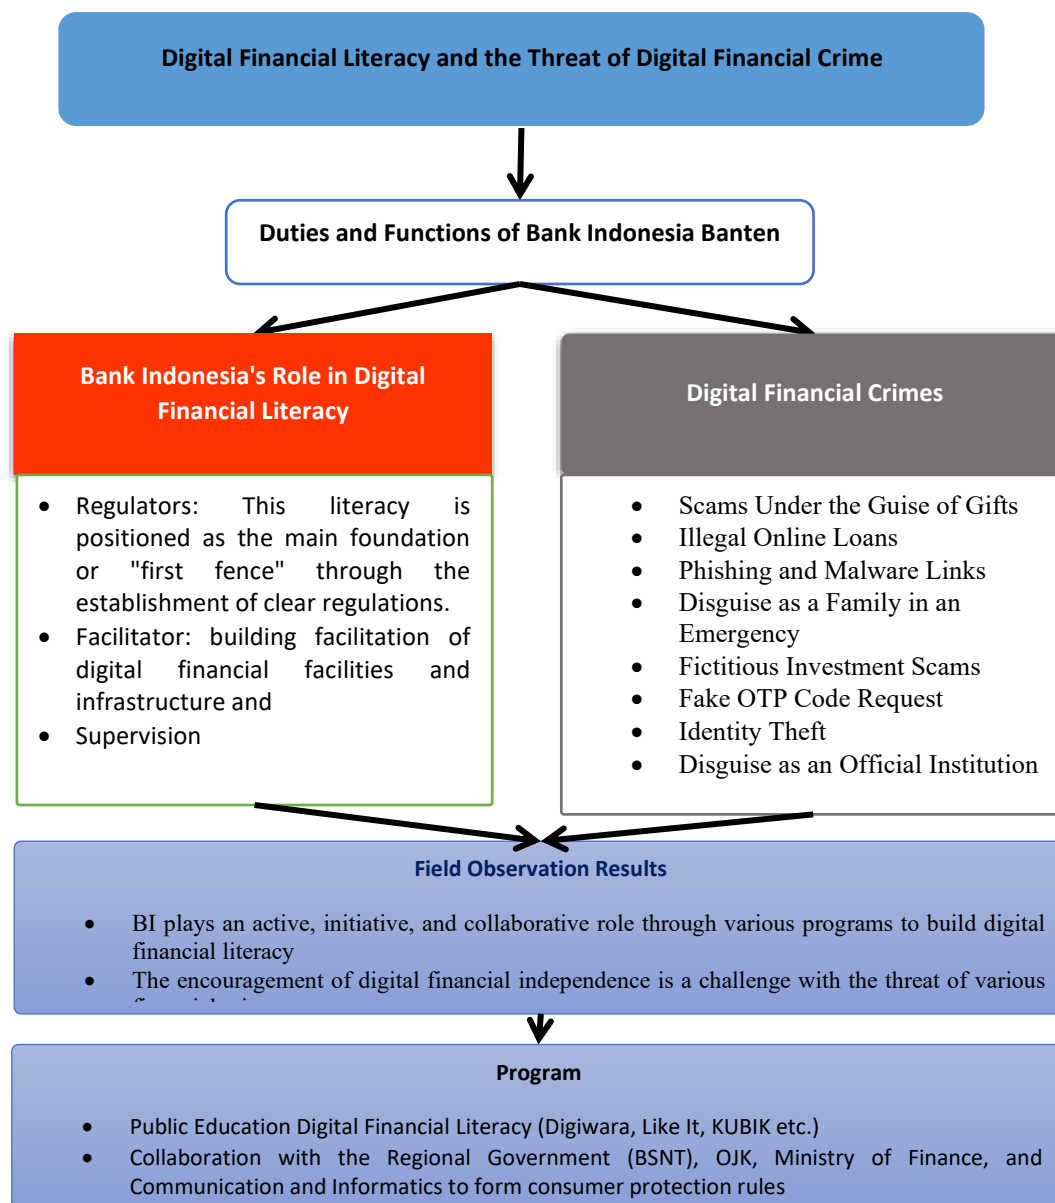 Digital Financial Literacy and the Threat of Digital Financial Crime
Duties and Functions of Bank Indonesia Banten
Bank Indonesia's Role in Digital
Financial Literacy
• Regulators: This literacy is
positioned as the main foundation
or "first fence" through the
establishment of clear regulations.
• Facilitator: building facilitation of
digital financial facilities and
infrastructure and
• Supervision
Digital Financial Crimes
• Scams Under the Guise of Gifts
• Illegal Online Loans
• Phishing and Malware Links
• Disguise as a Family in an
Emergency
• Fictitious Investment Scams
• Fake OTP Code Request
• Identity Theft
• Disguise as an Official Institution
Field Observation Results
• BI plays an active, initiative, and collaborative role through various programs to build digital
financial literacy
• The encouragement of digital financial independence is a challenge with the threat of various
Program
• Public Education Digital Financial Literacy (Digiwara, Like It, KUBIK etc.)
• Collaboration with the Regional Government (BSNT), OJK, Ministry of Finance, and
Communication and Informatics to form consumer protection rules